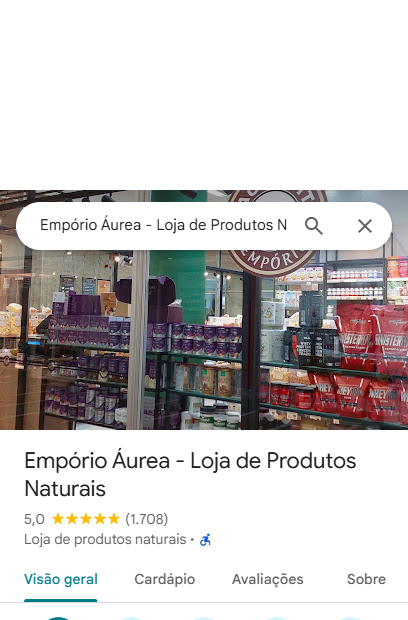 Empório Áurea - Loja de Produtos N
EMPÓRIO
Empório Áurea - Loja de Produtos
Naturais
5,0 ★★★★★ (1.708)
Loja de produtos naturais ·
Visão geral
Cardápio
Avaliações
Sobre